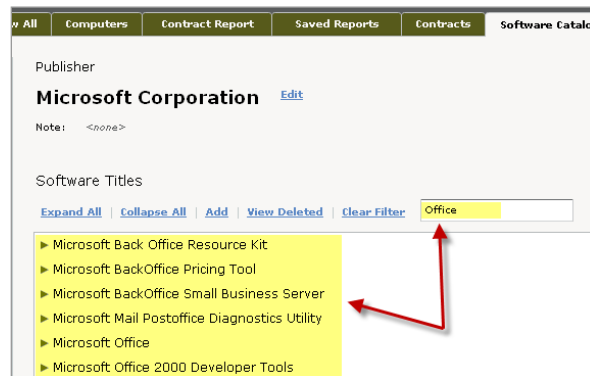 w All Computers Contract Report Saved Reports Contracts Software Catalo
Publisher
Microsoft Corporation Edit
Note: <none>
Software Titles
Expand All | Collapse All | Add | View Deleted | Clear Filter Office
Microsoft Back Office Resource Kit
Microsoft BackOffice Pricing Tool
Microsoft BackOffice Small Business Server
Microsoft Mail Postoffice Diagnostics Utility
Microsoft Office
Microsoft Office 2000 Developer Tools